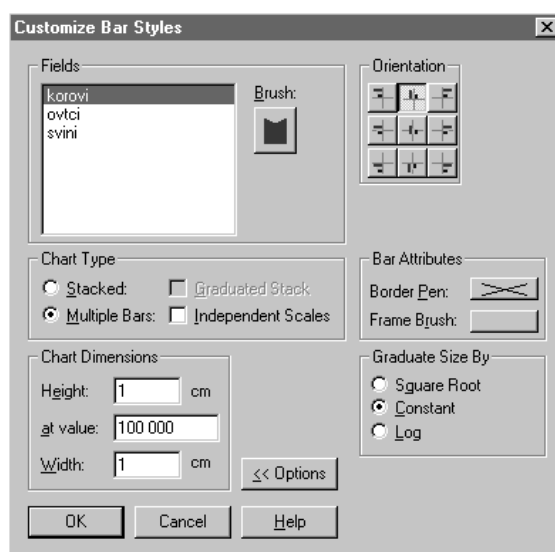 Customize Bar Styles
Fields
korovi
ovtci
svini
Brush:
Orientation
Chart Type
Stacked:
Graduated Stack
Multiple Bars:
Independent Scales
Bar Attributes
Border Pen:
Frame Brush:
Chart Dimensions
Height: 1 cm
at value: 100 000
Width: 1 cm
<< Options
Graduate Size By
Square Root
Constant
Log
OK
Cancel
Help